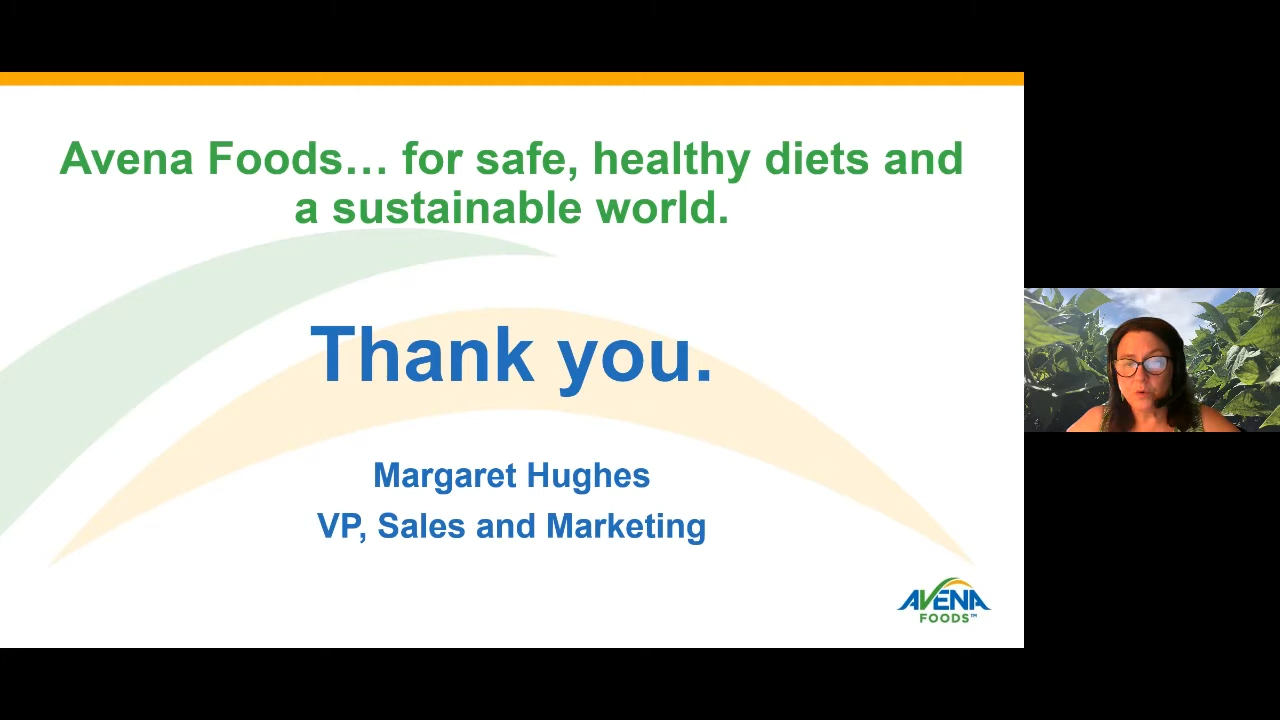 Avena Foods… for safe, healthy diets and
a sustainable world.
Thank you.
Margaret Hughes
VP, Sales and Marketing
AVENA
FOODS™